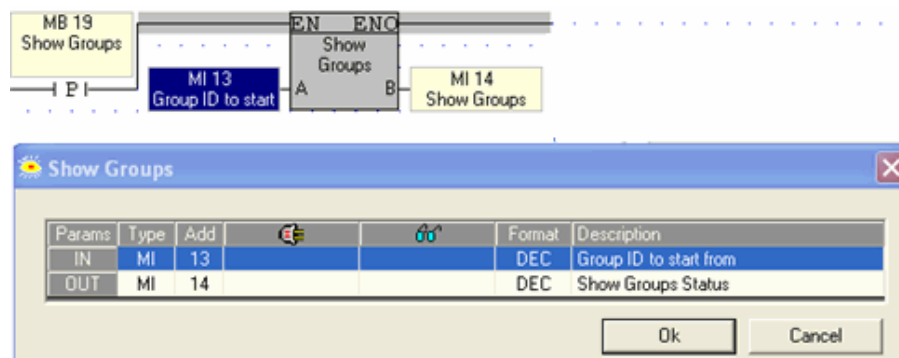 MB 19
Show Groups
P
EN ENO
Show
Groups
A B
MI 13
Group ID to start
MI 14
Show Groups
Show Groups
Params Type Add Format Description
IN MI 13 DEC Group ID to start from
OUT MI 14 DEC Show Groups Status
Ok Cancel